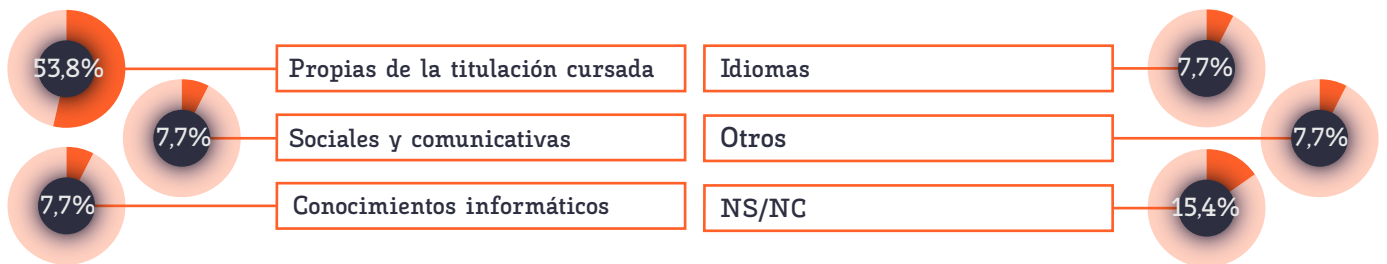 53,8%
Propias de la titulación cursada
7,7%
Sociales y comunicativas
7,7%
Conocimientos informáticos
Idiomas
7,7%
Otros
7,7%
NS/NC
15,4%